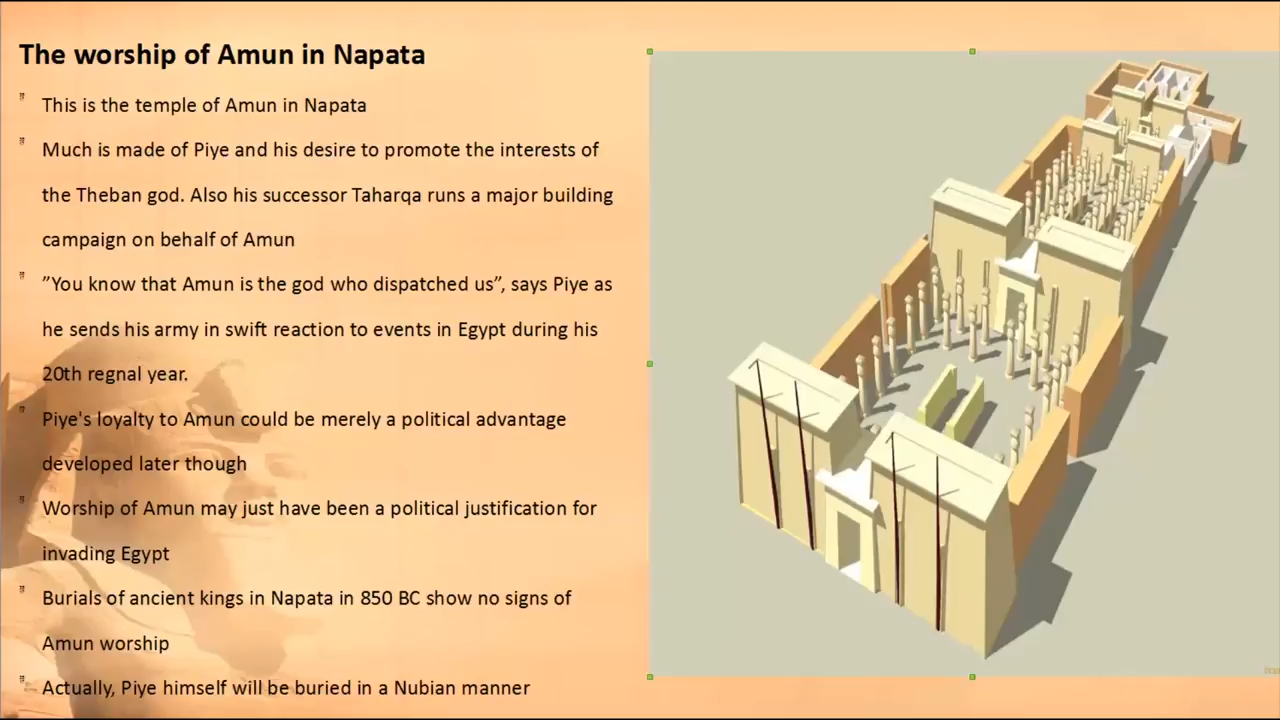 The worship of Amun in Napata
This is the temple of Amun in Napata
Much is made of Piye and his desire to promote the interests of
the Theban god. Also his successor Taharqa runs a major building
campaign on behalf of Amun
”You know that Amun is the god who dispatched us”, says Piye as
he sends his army in swift reaction to events in Egypt during his
20th regnal year.
Piye's loyalty to Amun could be merely a political advantage
developed later though
Worship of Amun may just have been a political justification for
invading Egypt
Burials of ancient kings in Napata in 850 BC show no signs of
Amun worship
Actually, Piye himself will be buried in a Nubian manner